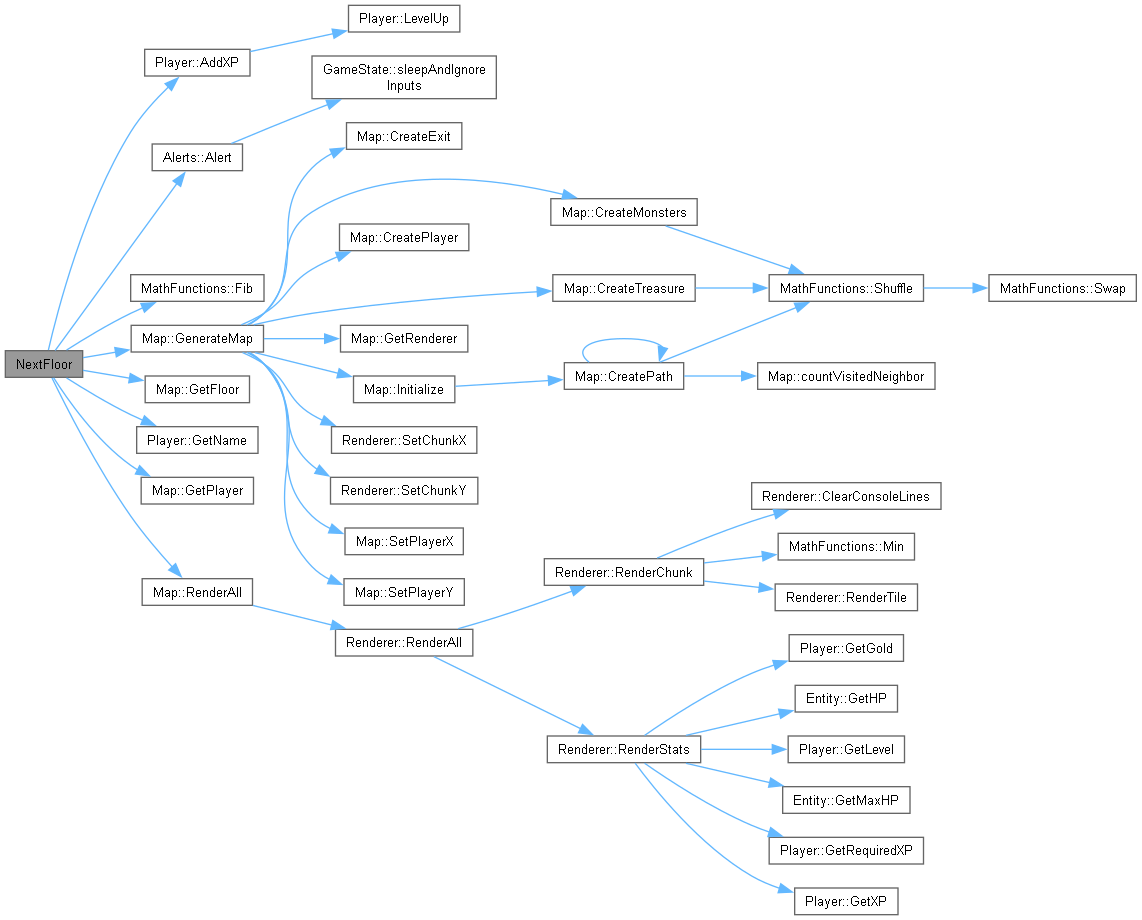 Player::LevelUp
Player::AddXP
GameState::sleepAndIgnore
Inputs
Map::CreateExit
Alerts::Alert
Map::CreateMonsters
Map::CreatePlayer
MathFunctions::Fib
Map::CreateTreasure
MathFunctions::Shuffle
MathFunctions::Swap
Map::GenerateMap
Map::GetRenderer
NextFloor
Map::GetFloor
Map::Initialize
Map::CreatePath
Map::countVisitedNeighbor
Player::GetName
Renderer::SetChunkX
Map::GetPlayer
Renderer::SetChunkY
Renderer::ClearConsoleLines
Map::SetPlayerX
MathFunctions::Min
Renderer::RenderChunk
Map::RenderAll
Map::SetPlayerY
Renderer::RenderTile
Renderer::RenderAll
Player::GetGold
Entity::GetHP
Renderer::RenderStats
Player::GetLevel
Entity::GetMaxHP
Player::GetRequiredXP
Player::GetXP